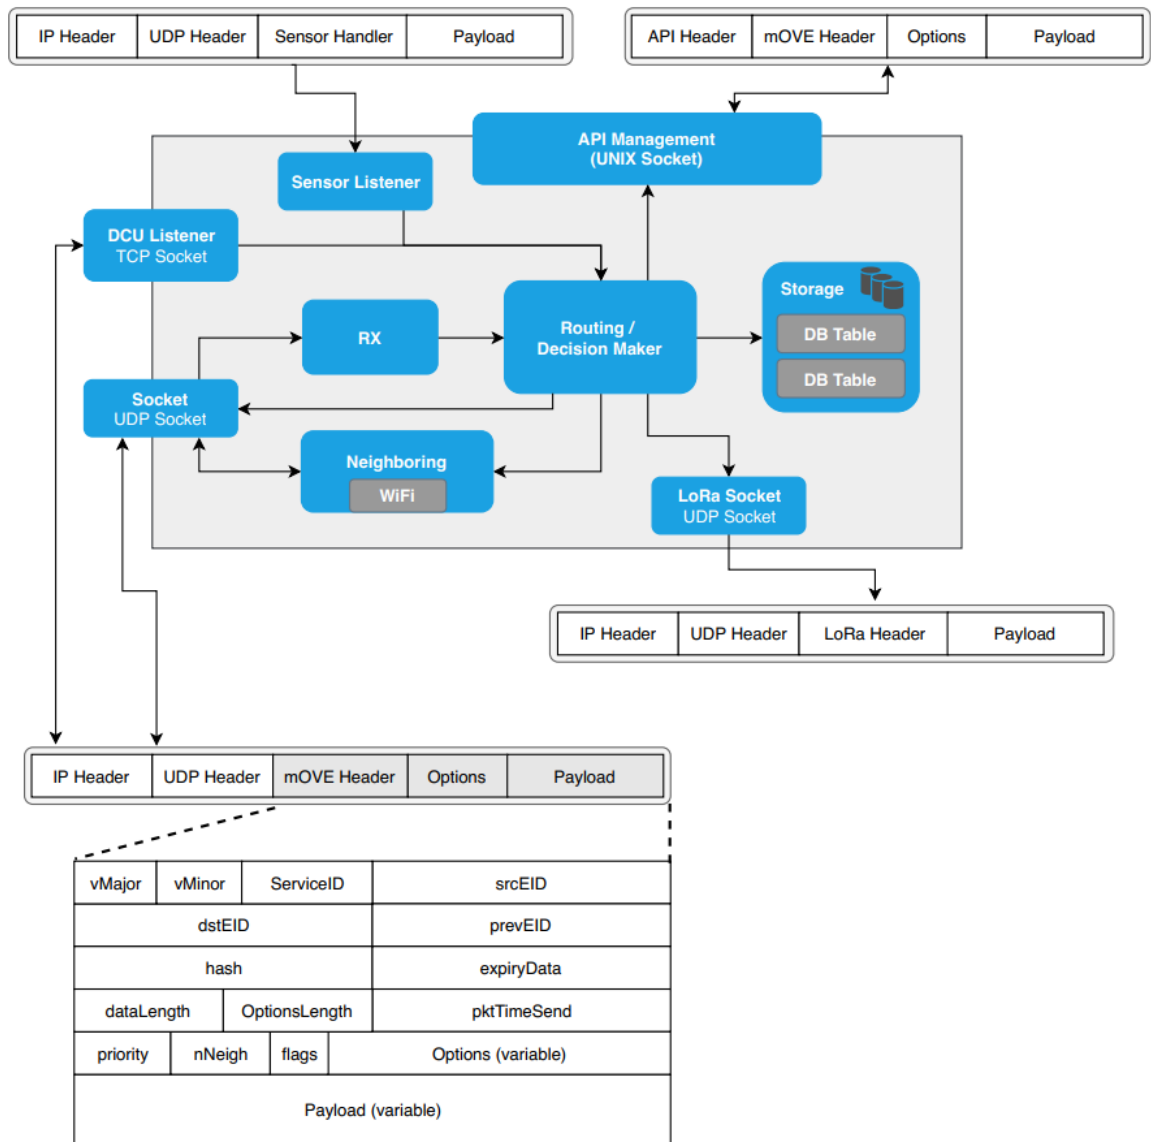 IP Header UDP Header Sensor Handler Payload
API Header mOVE Header Options Payload
API Management
(UNIX Socket)
Sensor Listener
DCU Listener
TCP Socket
Storage
DB Table
DB Table
Routing /
Decision Maker
RX
Socket
UDP Socket
Neighboring
WiFi
LoRa Socket
UDP Socket
IP Header UDP Header LoRa Header Payload
IP Header UDP Header mOVE Header Options Payload
vMajor vMinor ServiceID srcEID
dstEID prevEID
hash expiryData
dataLength OptionsLength pktTimeSend
priority nNeigh flags Options (variable)
Payload (variable)